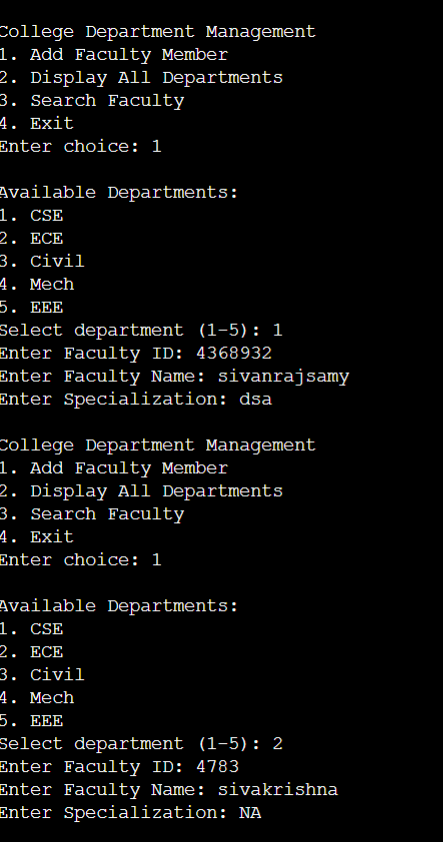 College Department Management
1. Add Faculty Member
2. Display All Departments
3. Search Faculty
4. Exit
Enter choice: 1
Available Departments:
1. CSE
2. ECE
3. Civil
4. Mech
5. EEE
Select department (1-5): 1
Enter Faculty ID: 4368932
Enter Faculty Name: sivanrajsamy
Enter Specialization: dsa
College Department Management
1. Add Faculty Member
2. Display All Departments
3. Search Faculty
4. Exit
Enter choice: 1
Available Departments:
1. CSE
2. ECE
3. Civil
4. Mech
5. EEE
Select department (1-5): 2
Enter Faculty ID: 4783
Enter Faculty Name: sivakrishna
Enter Specialization: NA